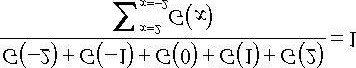 G(-2)+G(-1)+G(0)+G(1)+G(2)
∑ x=2 x=-2 G(x) = 1